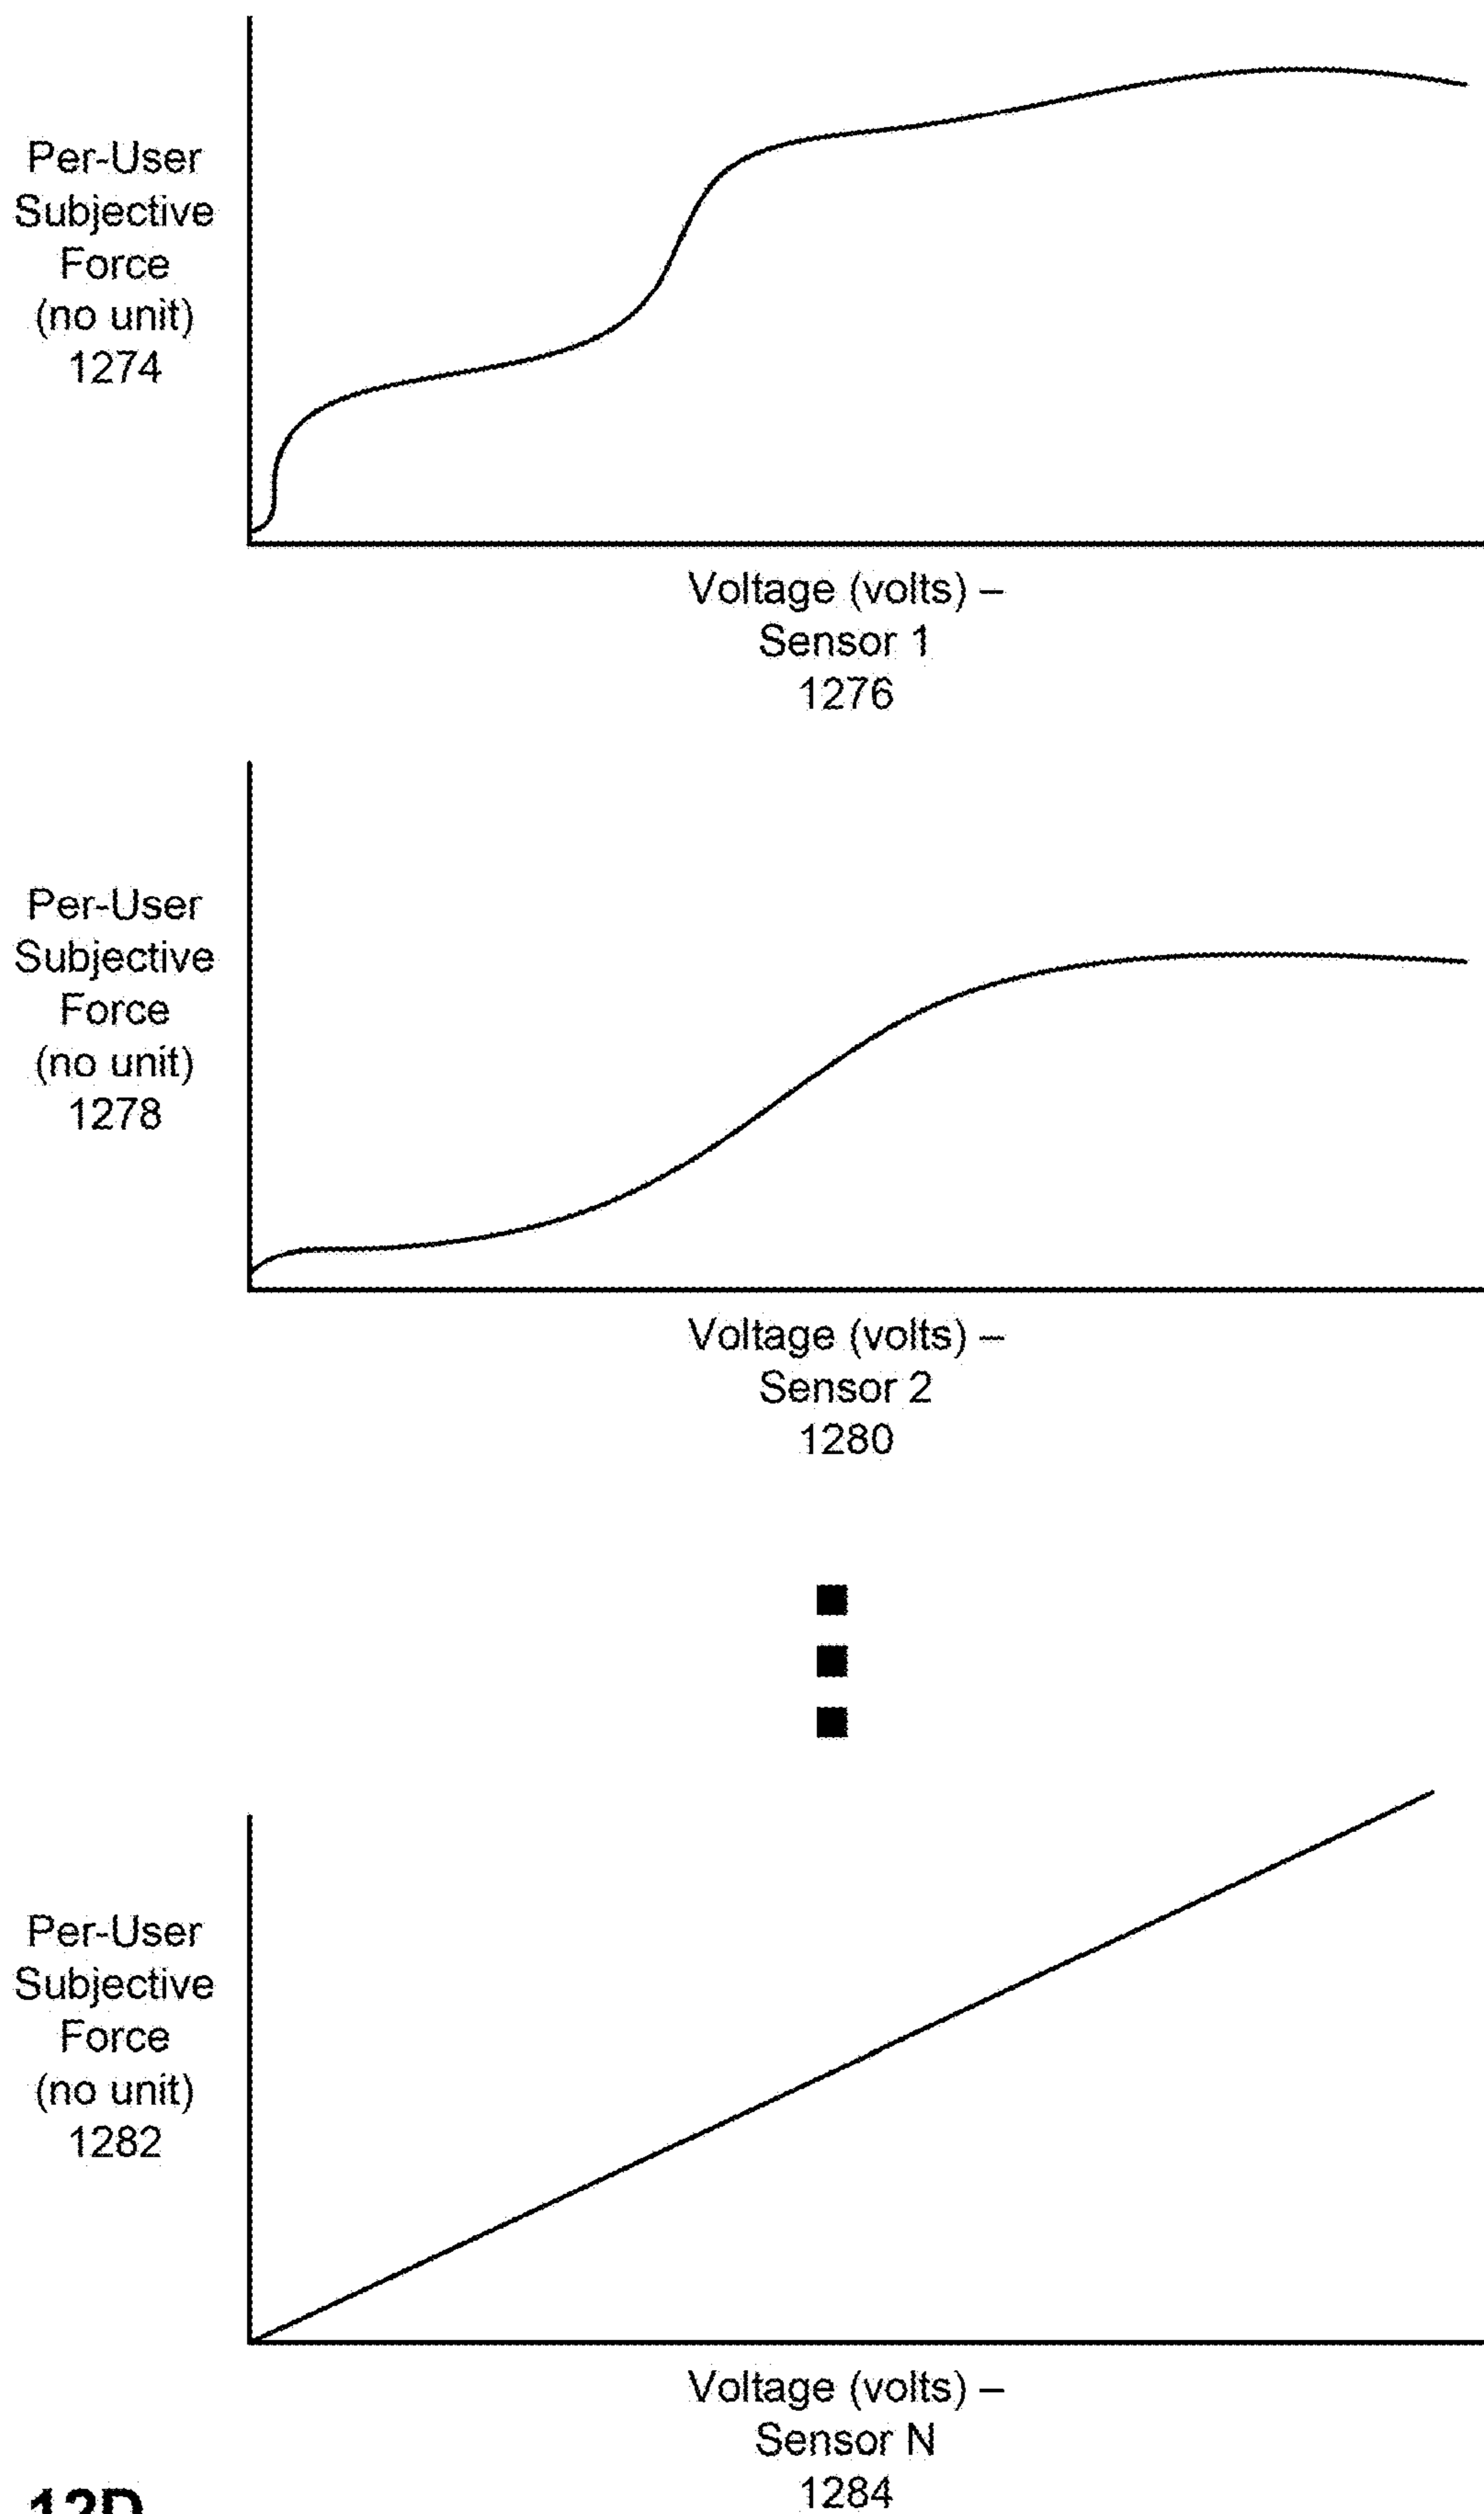 Per-User
Subjective
Force
(no unit)
1274
Voltage (volts) –
Sensor 1
1276
Per-User
Subjective
Force
(no unit)
1278
Voltage (volts) –
Sensor 2
1280
Per-User
Subjective
Force
(no unit)
1282
Voltage (volts) –
Sensor N
1284
12D